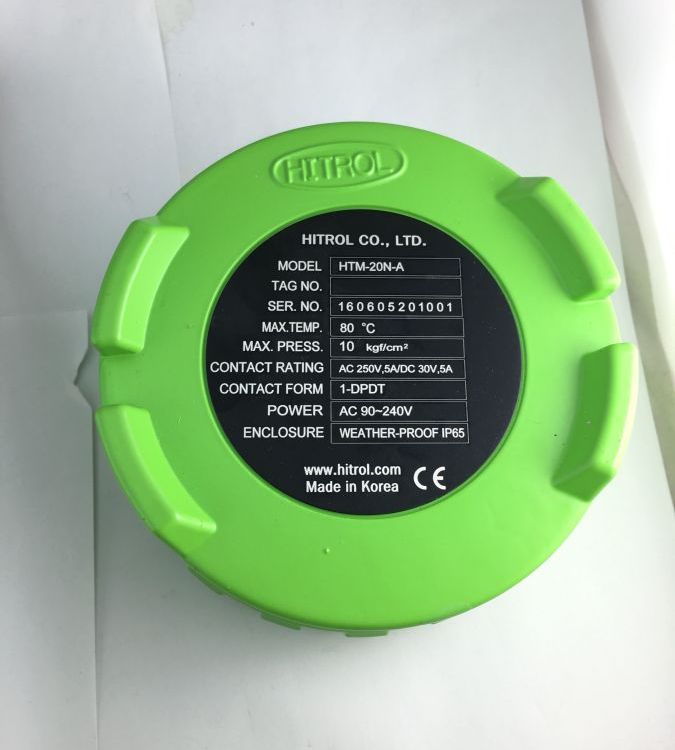 HITROL
HITROL CO., LTD.
MODEL HTM-20N-A
TAG NO.
SER. NO. 160605201001
MAX.TEMP. 80 °C
MAX. PRESS. 10 kgf/cm²
CONTACT RATING AC 250V,5A/DC 30V,5A
CONTACT FORM 1-DPDT
POWER AC 90~240V
ENCLOSURE WEATHER-PROOF IP65
www.hitrol.com
Made in Korea CE